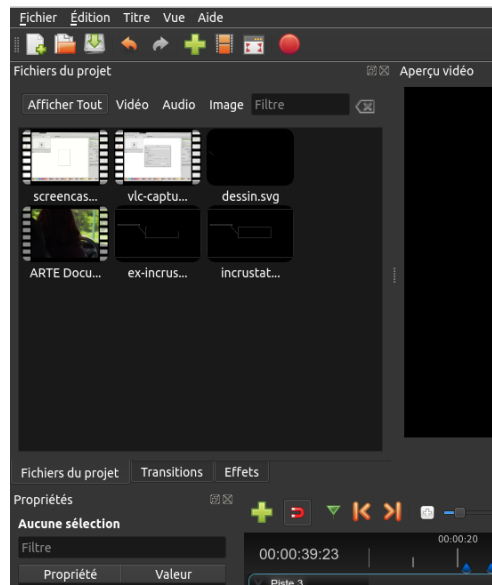 Fichier Édition Titre Vue Aide
Fichiers du projet
Aperçu vidéo
Afficher Tout Vidéo Audio Image Filtre
screencas... vlc-captu... dessin.svg
ARTE Docu... ex-incrus... incrustat...
Fichiers du projet Transitions Effets
Propriétés
Aucune sélection
Filtre
Propriété Valeur
00:00:20
00:00:39:23
Piste 3